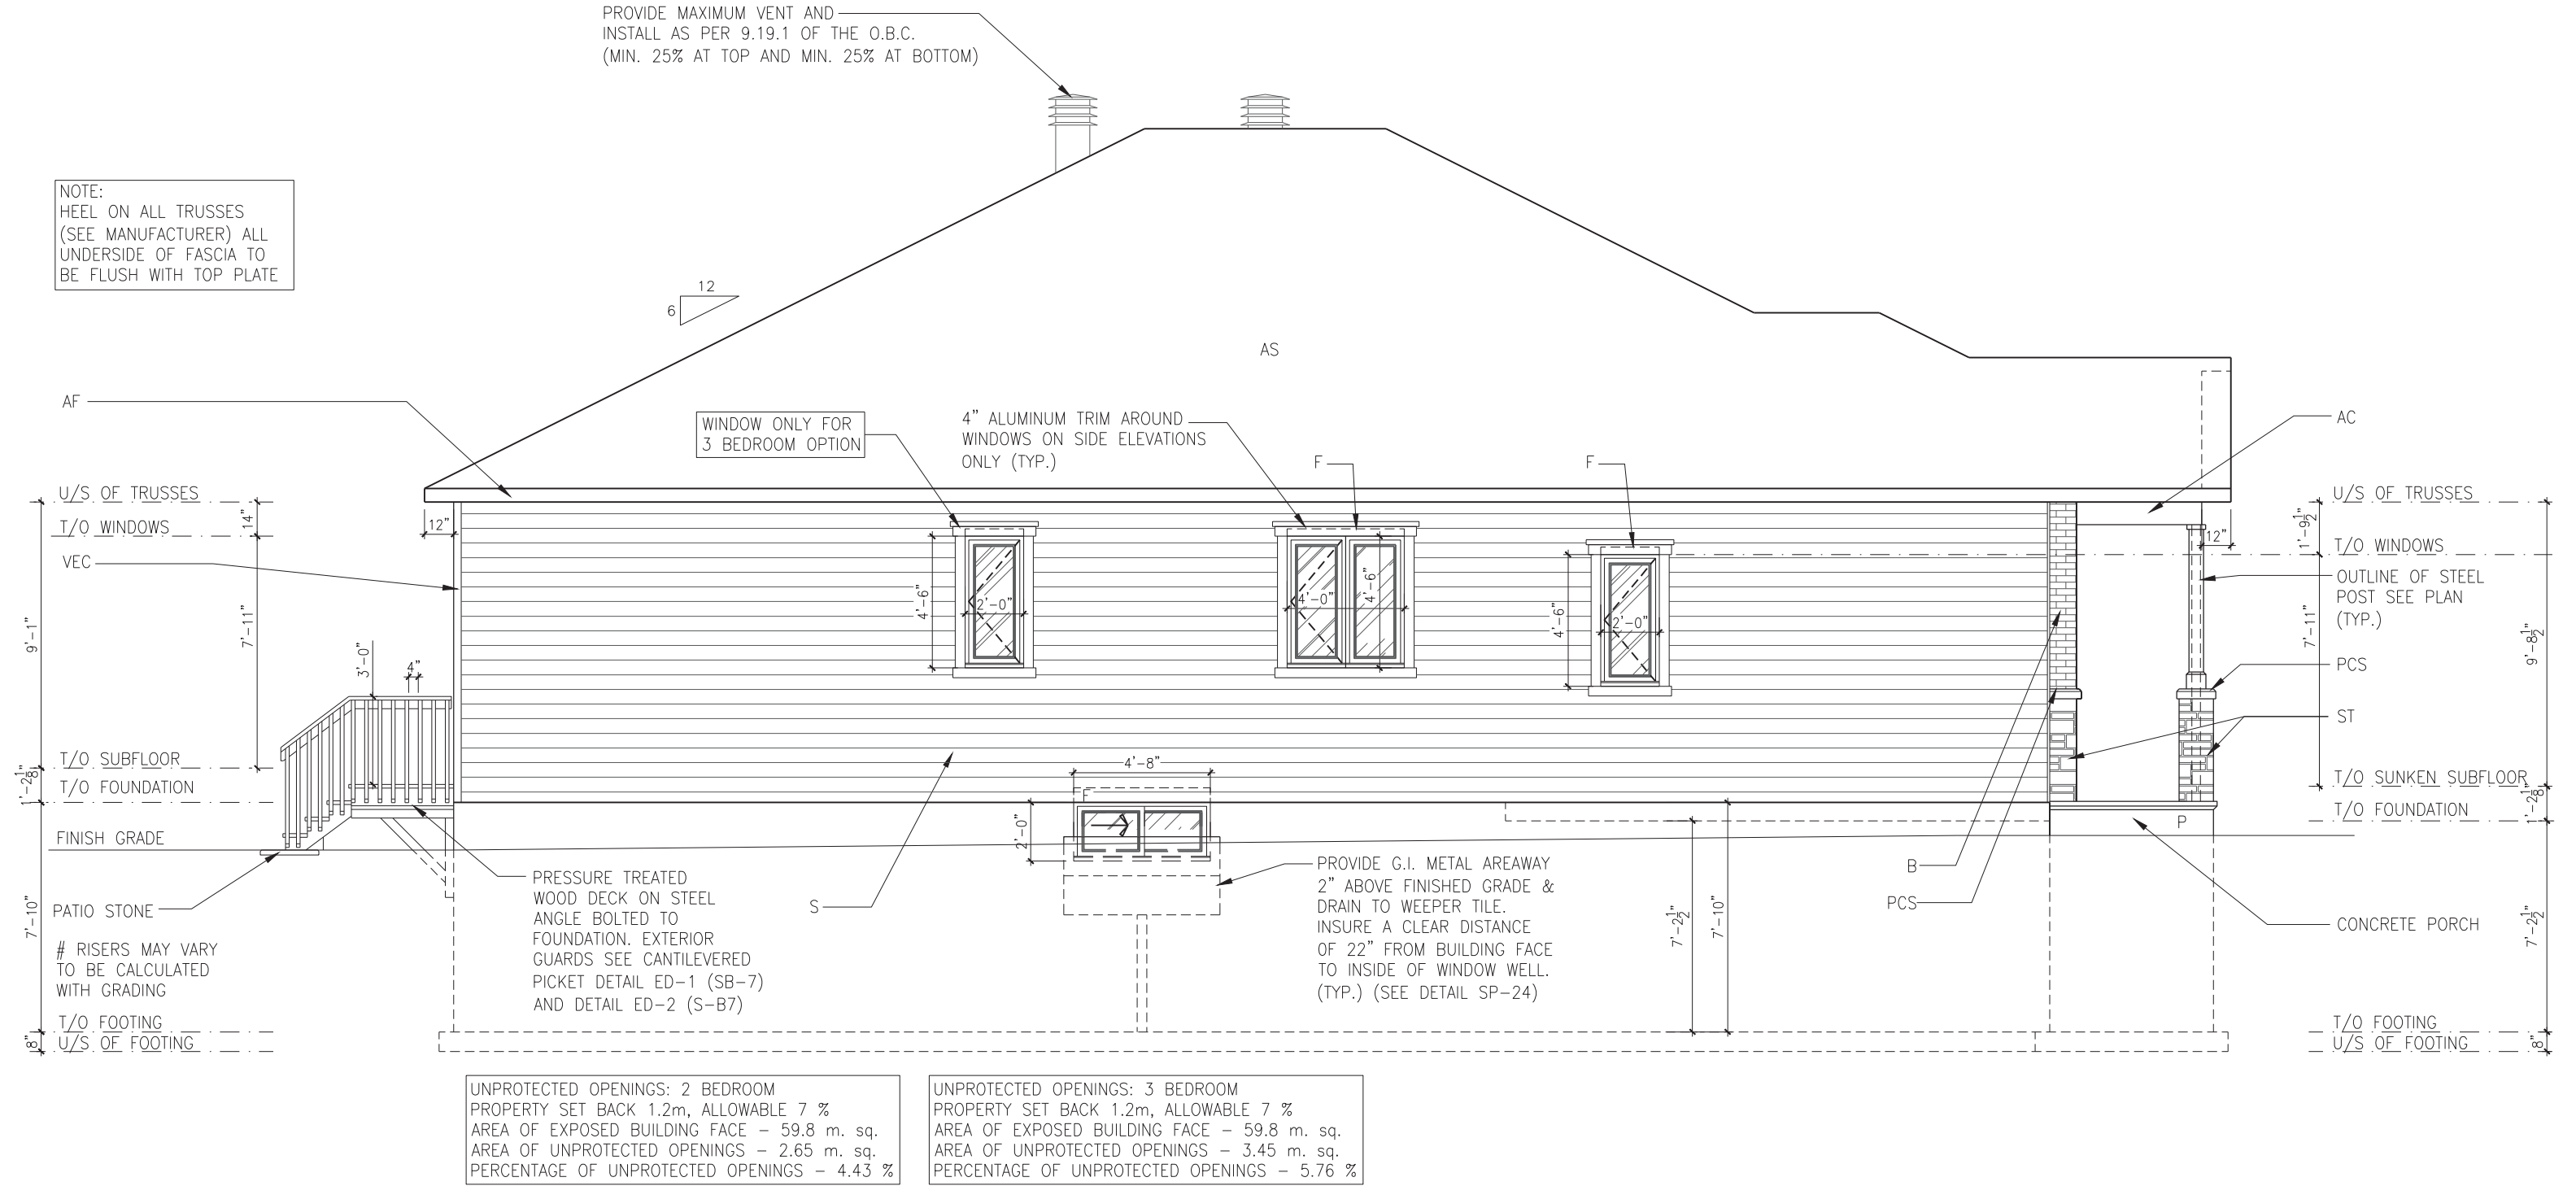 PROVIDE MAXIMUM VENT AND
INSTALL AS PER 9.19.1 OF THE O.B.C.
(MIN. 25% AT TOP AND MIN. 25% AT BOTTOM)
NOTE:
HEEL ON ALL TRUSSES
(SEE MANUFACTURER) ALL
UNDERSIDE OF FASCIA TO
BE FLUSH WITH TOP PLATE
12
6
AS
AF
WINDOW ONLY FOR
3 BEDROOM OPTION
4" ALUMINUM TRIM AROUND
WINDOWS ON SIDE ELEVATIONS
ONLY (TYP.)
F
F
AC
U/S OF TRUSSES
T/O WINDOWS
VEC
14"
12"
7'-11"
9'-1"
3'-0"
4"
T/O SUBFLOOR
T/O FOUNDATION
1'-2 1/8"
FINISH GRADE
PATIO STONE
7'-10"
# RISERS MAY VARY
TO BE CALCULATED
WITH GRADING
T/O FOOTING
U/S OF FOOTING
8"
4'-6"
2'-0"
4'-0"
4'-6"
4'-6"
2'-0"
4'-8"
F
2'-0"
PRESSURE TREATED
WOOD DECK ON STEEL
ANGLE BOLTED TO
FOUNDATION. EXTERIOR
GUARDS SEE CANTILEVERED
PICKET DETAIL ED-1 (SB-7)
AND DETAIL ED-2 (S-B7)
S
PROVIDE G.I. METAL AREAWAY
2" ABOVE FINISHED GRADE &
DRAIN TO WEEPER TILE.
INSURE A CLEAR DISTANCE
OF 22" FROM BUILDING FACE
TO INSIDE OF WINDOW WELL.
(TYP.) (SEE DETAIL SP-24)
7'-2 1/2"
7'-10"
B
PCS
P
U/S OF TRUSSES
1'-9 1/2"
12"
T/O WINDOWS
OUTLINE OF STEEL
POST SEE PLAN
(TYP.)
7'-11"
9'-8 1/2"
PCS
ST
T/O SUNKEN SUBFLOOR
T/O FOUNDATION
1'-2 1/8"
CONCRETE PORCH
7'-2 1/2"
T/O FOOTING
U/S OF FOOTING
8"
UNPROTECTED OPENINGS: 2 BEDROOM
PROPERTY SET BACK 1.2m, ALLOWABLE 7 %
AREA OF EXPOSED BUILDING FACE - 59.8 m. sq.
AREA OF UNPROTECTED OPENINGS - 2.65 m. sq.
PERCENTAGE OF UNPROTECTED OPENINGS - 4.43 %
UNPROTECTED OPENINGS: 3 BEDROOM
PROPERTY SET BACK 1.2m, ALLOWABLE 7 %
AREA OF EXPOSED BUILDING FACE - 59.8 m. sq.
AREA OF UNPROTECTED OPENINGS - 3.45 m. sq.
PERCENTAGE OF UNPROTECTED OPENINGS - 5.76 %